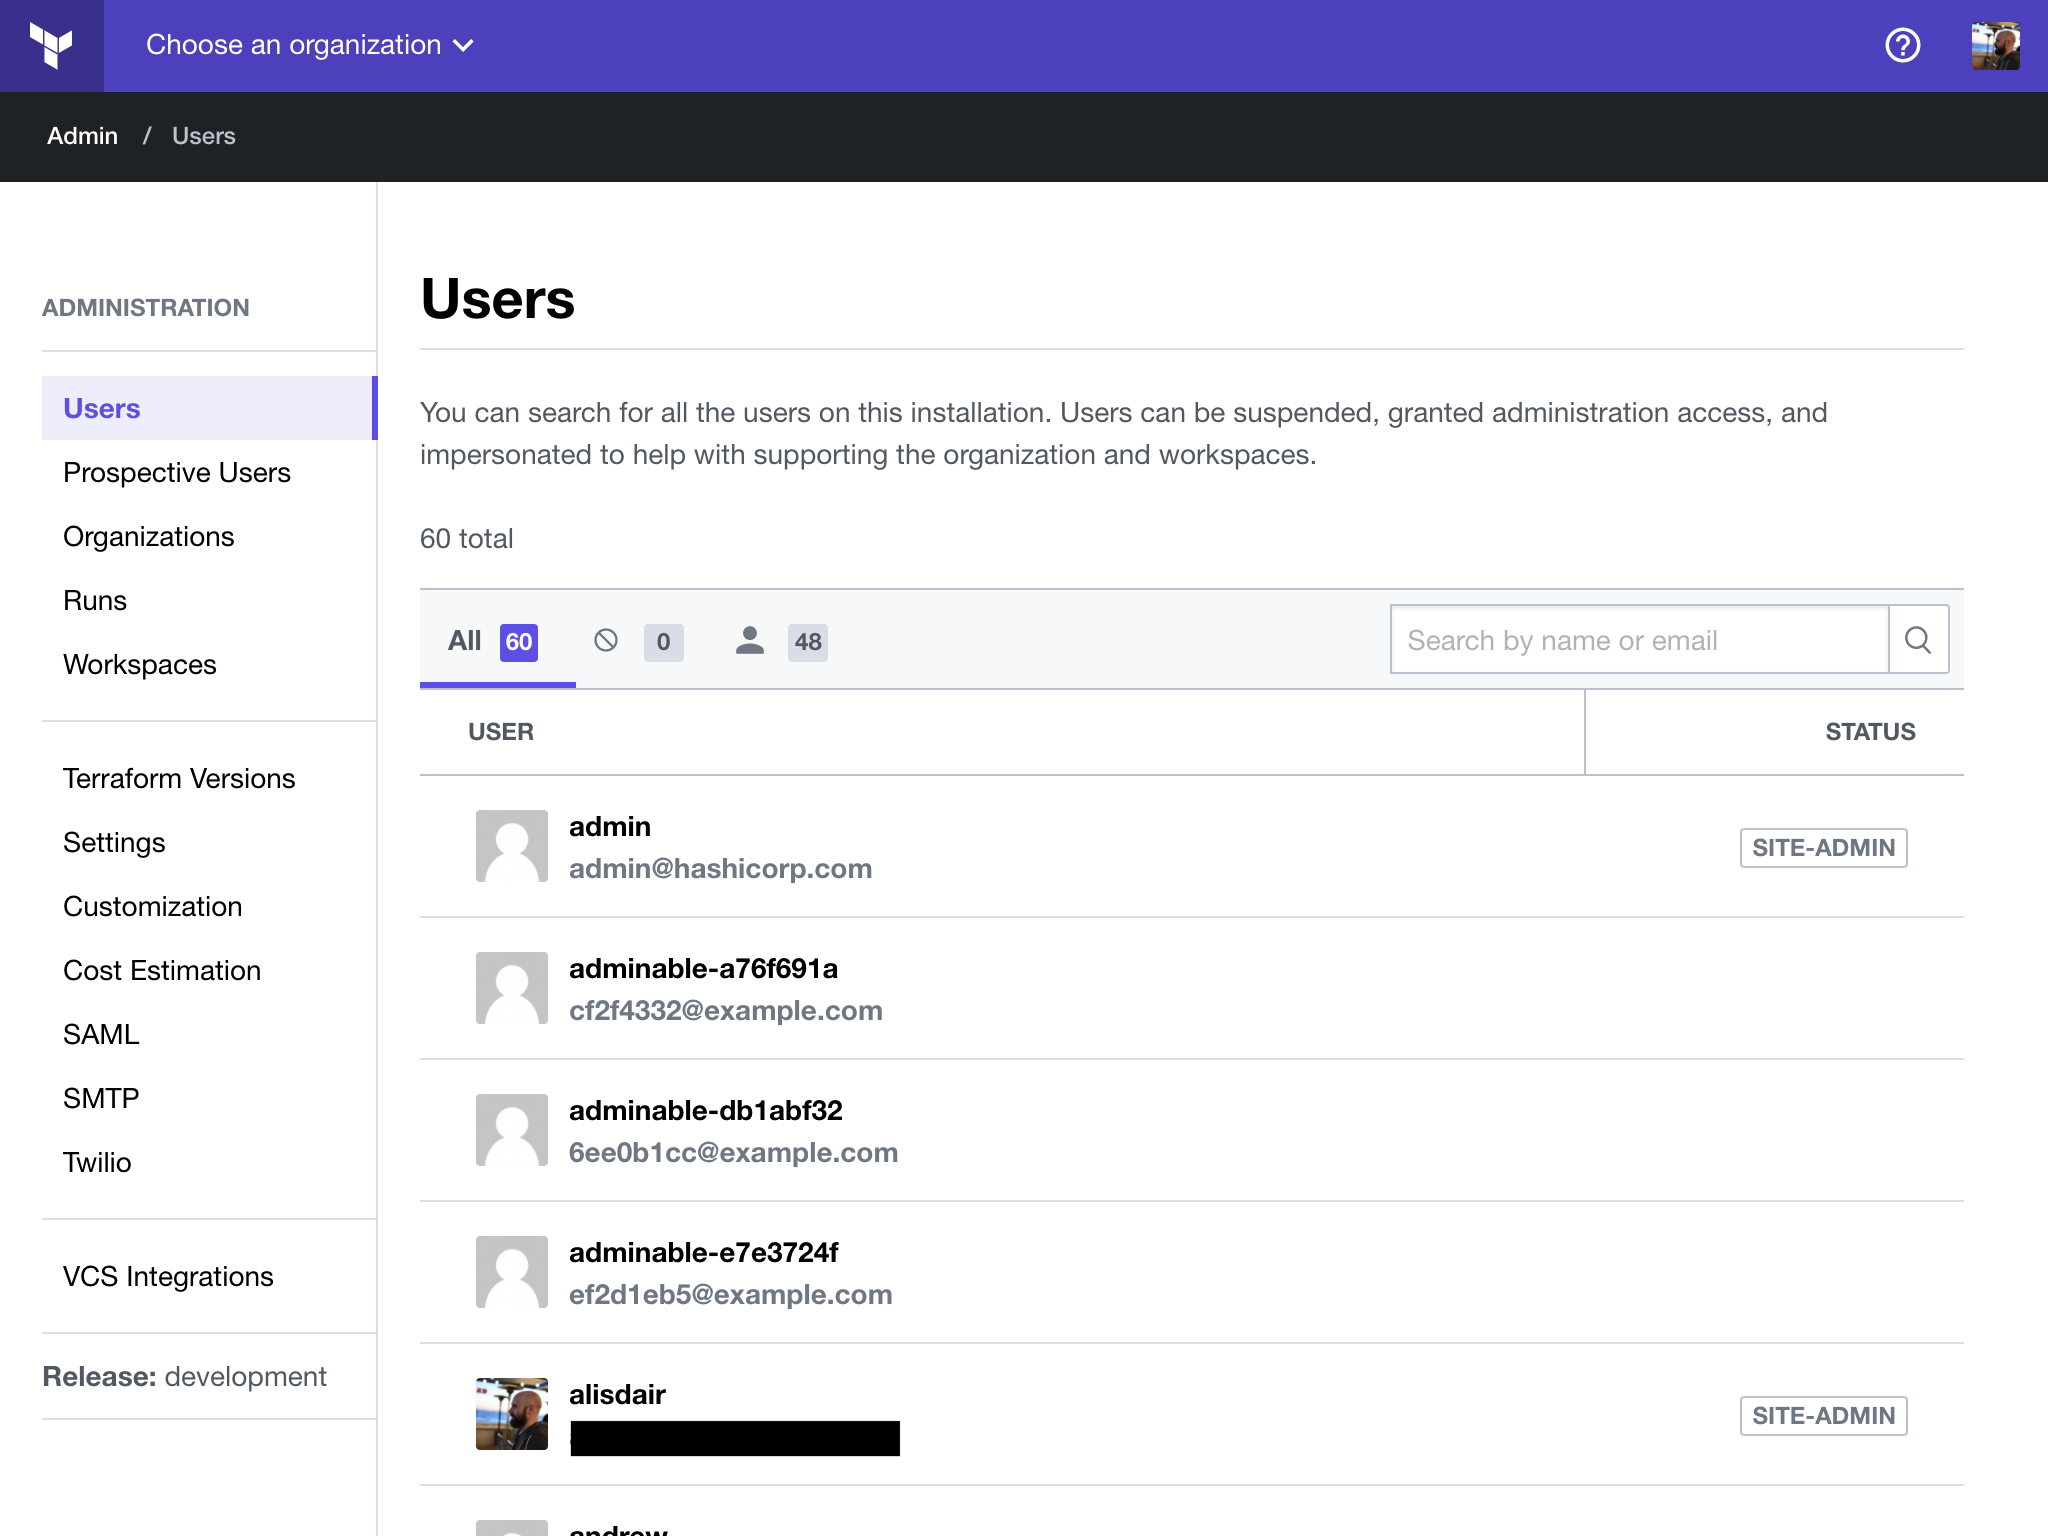 Choose an organization
Admin / Users
ADMINISTRATION
Users
Prospective Users
Organizations
Runs
Workspaces
Terraform Versions
Settings
Customization
Cost Estimation
SAML
SMTP
Twilio
VCS Integrations
Release: development
Users
You can search for all the users on this installation. Users can be suspended, granted administration access, and
impersonated to help with supporting the organization and workspaces.
60 total
All 60 0 48 Search by name or email
USER STATUS
admin
admin@hashicorp.com
SITE-ADMIN
adminable-a76f691a
cf2f4332@example.com
adminable-db1abf32
6ee0b1cc@example.com
adminable-e7e3724f
ef2d1eb5@example.com
alisdair
SITE-ADMIN
andrew